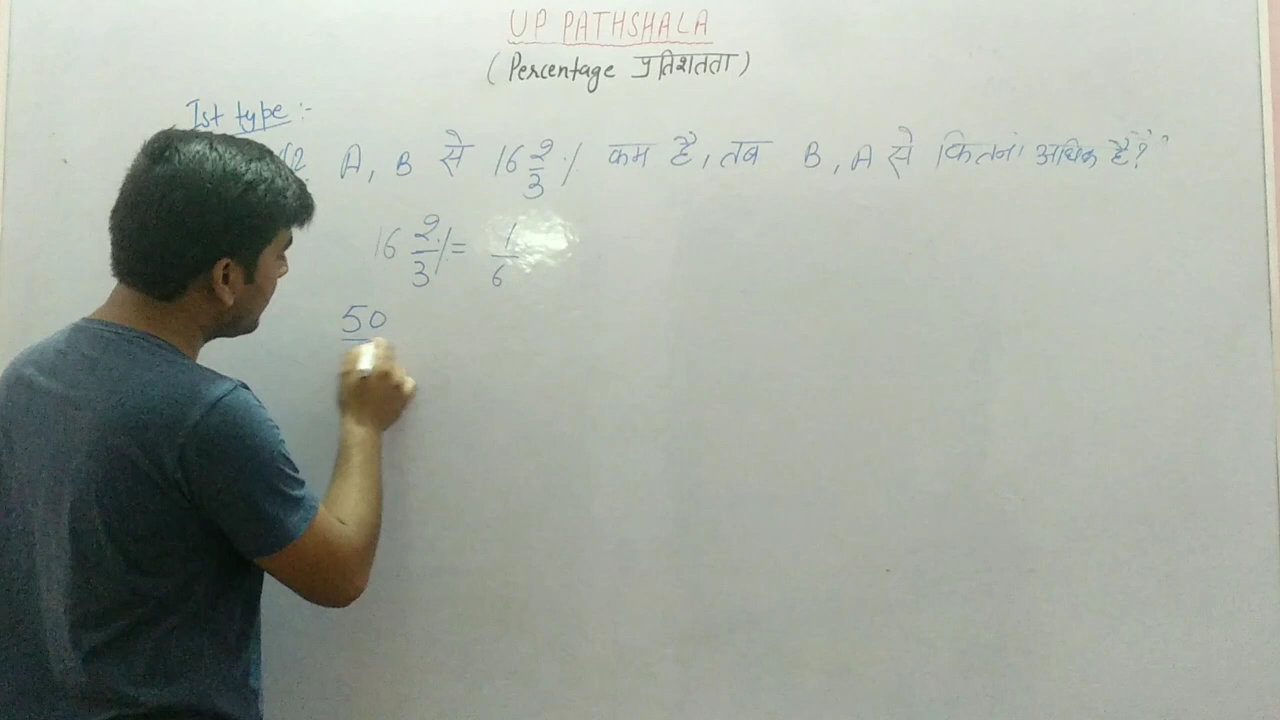 UP PATHSHALA
(Percentage प्रतिशतता)
Ist type :-
2. A, B से 16 2/3 % कम है, तब B, A से कितना अधिक है?"
16 2/3 % = 1/6
50